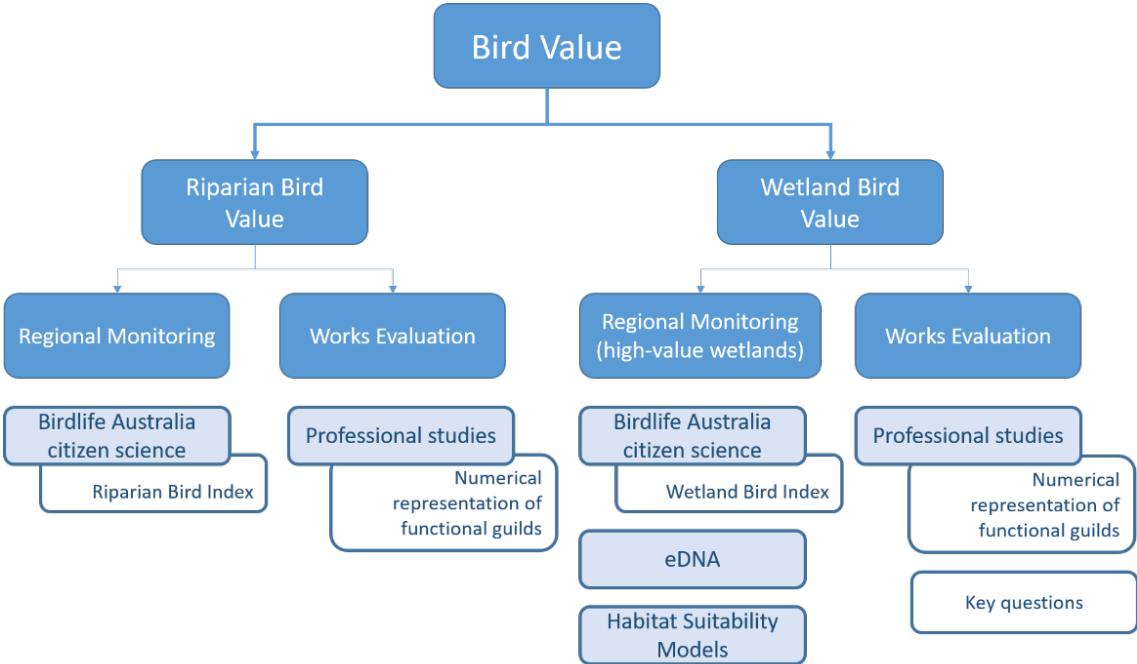 Bird Value
Riparian Bird
Value
Wetland Bird
Value
Regional Monitoring
Works Evaluation
Regional Monitoring
(high-value wetlands)
Works Evaluation
Birdlife Australia
citizen science
Riparian Bird Index
Professional studies
Numerical
representation of
functional guilds
Birdlife Australia
citizen science
Wetland Bird Index
eDNA
Habitat Suitability
Models
Professional studies
Numerical
representation of
functional guilds
Key questions